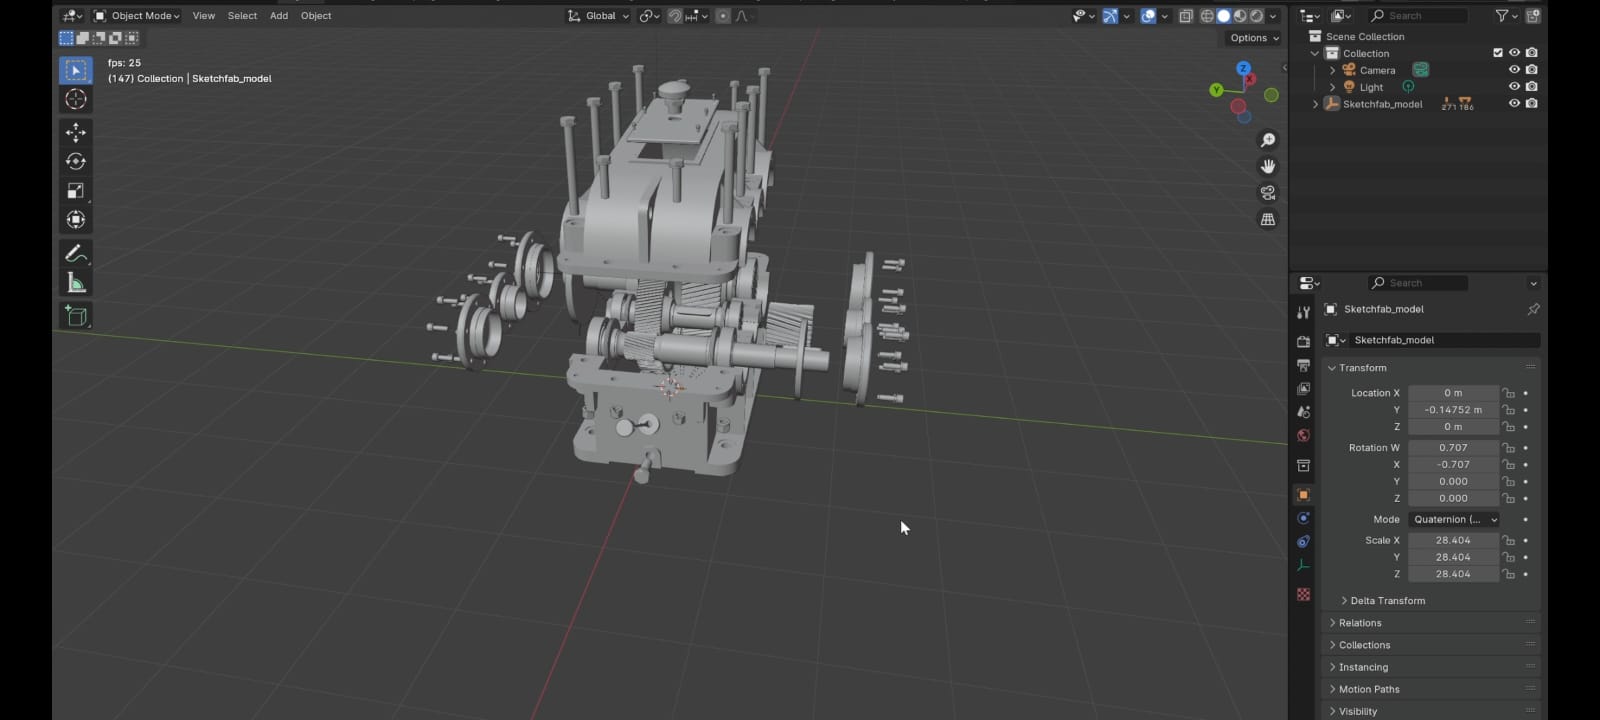 Object Mode View Select Add Object Global
Search
Options
fps: 25
(147) Collection | Sketchfab_model
Z
X
Y
Scene Collection
Collection
Camera
Light
Sketchfab_model 271 186
Search
Sketchfab_model
Sketchfab_model
Transform
Location X 0 m
Y -0.14752 m
Z 0 m
Rotation W 0.707
X -0.707
Y 0.000
Z 0.000
Mode Quaternion (...
Scale X 28.404
Y 28.404
Z 28.404
Delta Transform
Relations
Collections
Instancing
Motion Paths
Visibility